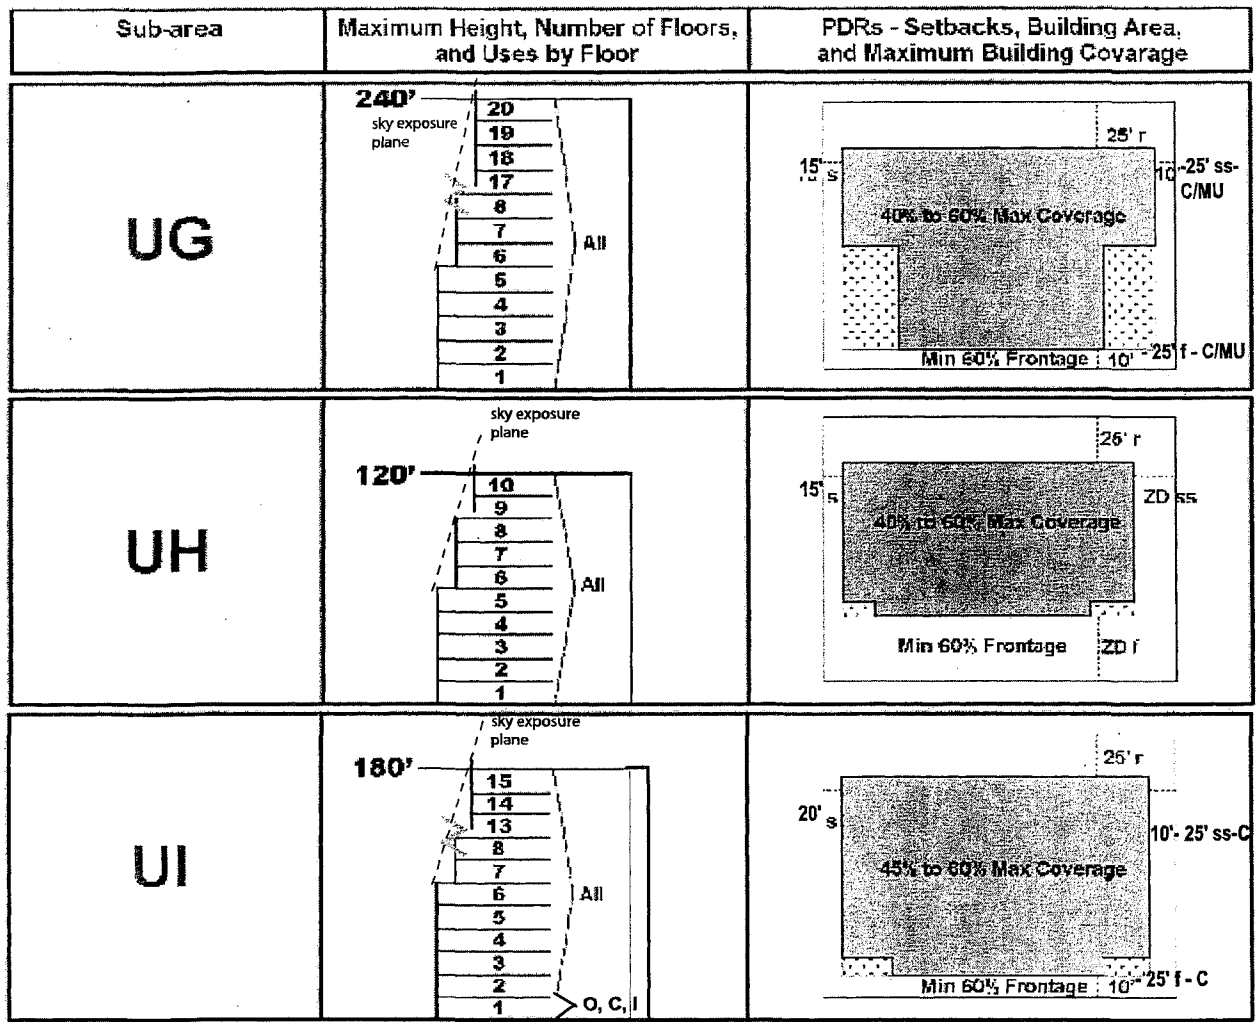 Sub-area
Maximum Height, Number of Floors,
and Uses by Floor
PDRs - Setbacks, Building Area,
and Maximum Building Covarage
UG
240'
sky exposure
plane
20
19
18
17
8
7
6
5
4
3
2
1
All
25' r
15' s
10'-25' ss-
C/MU
40% to 60% Max Coverage
Min 60% Frontage
10'-25' f - C/MU
UH
sky exposure
plane
120'
10
9
8
7
6
5
4
3
2
1
All
25' r
15' s
ZD ss
40% to 60% Max Coverage
Min 60% Frontage
ZD f
UI
sky exposure
plane
180'
15
14
13
8
7
6
5
4
3
2
1
All
O, C, I
25' r
20' s
10'- 25' ss-C
45% to 60% Max Coverage
Min 60% Frontage
10'-25' f - C